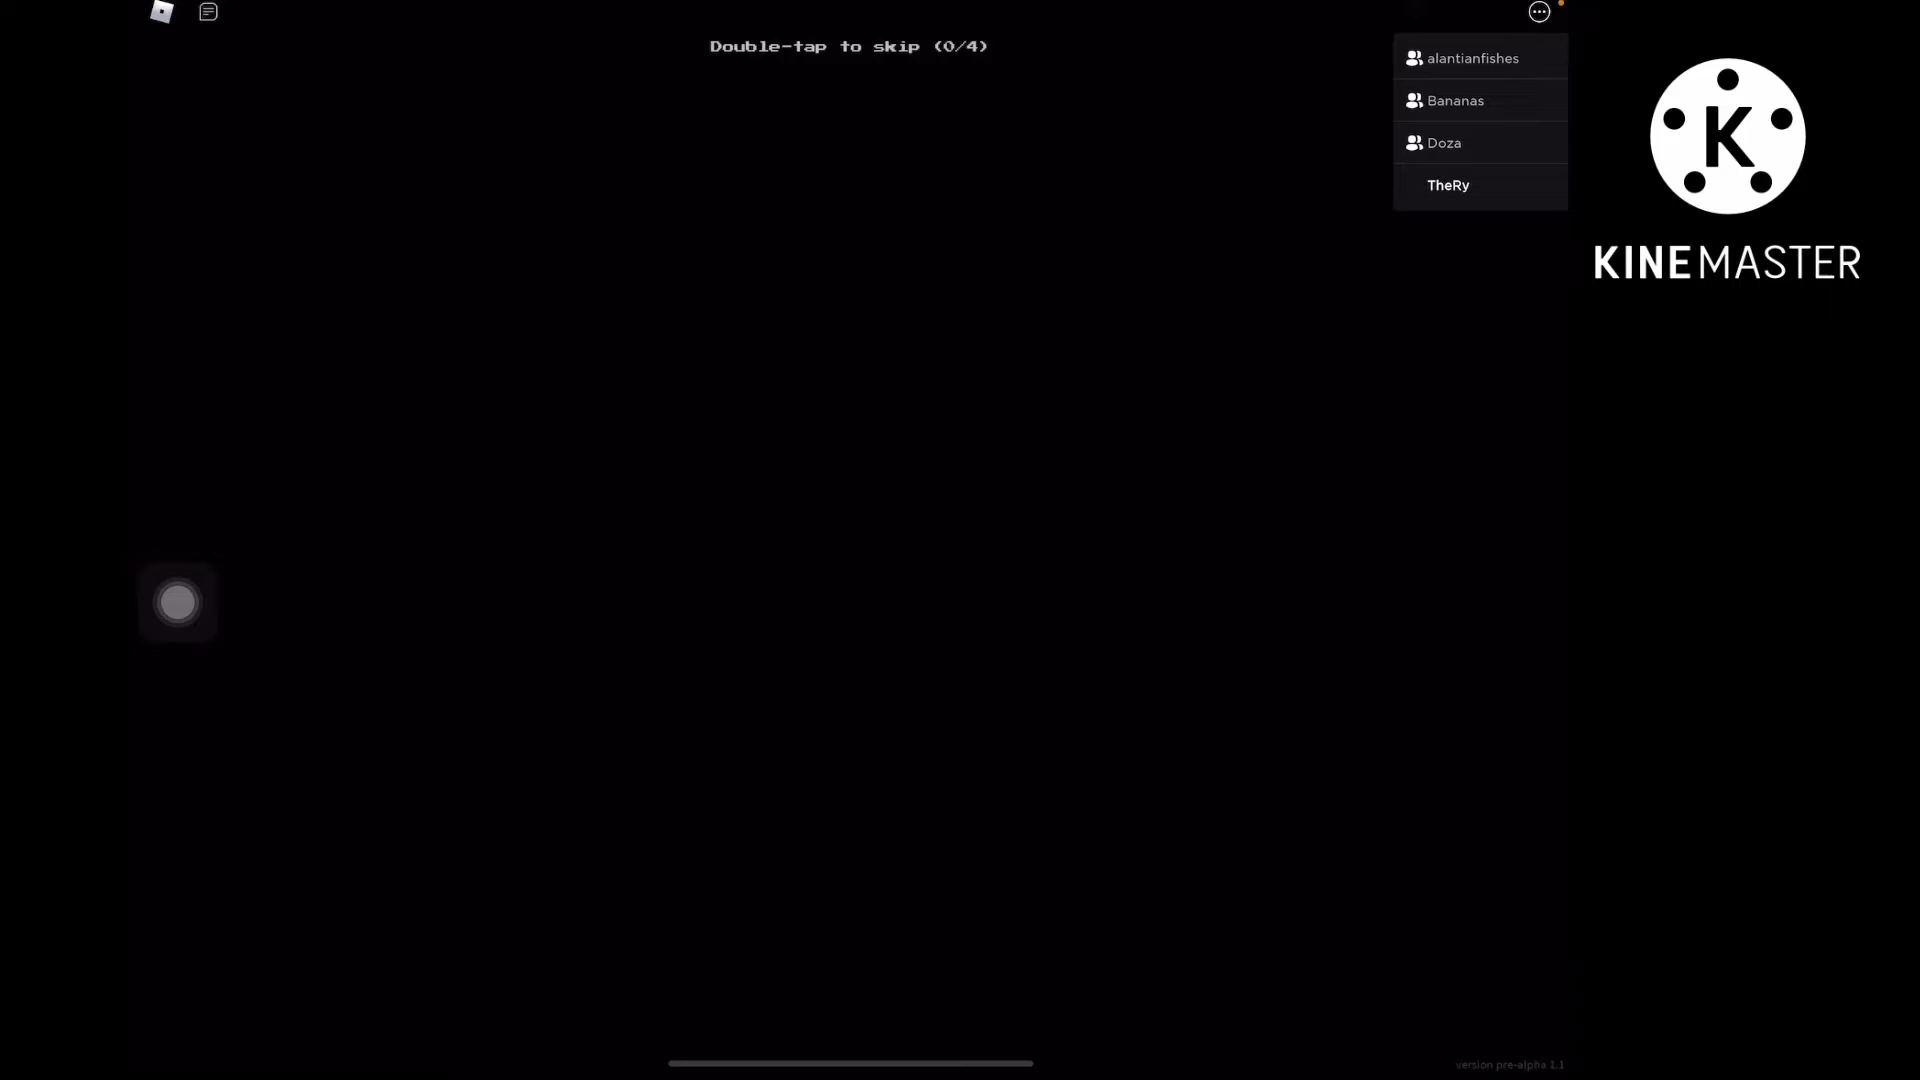 Double-tap to skip (0/4)
alantianfishes
Bananas
Doza
TheRy
K
KINEMASTER
version pre-alpha 1.1